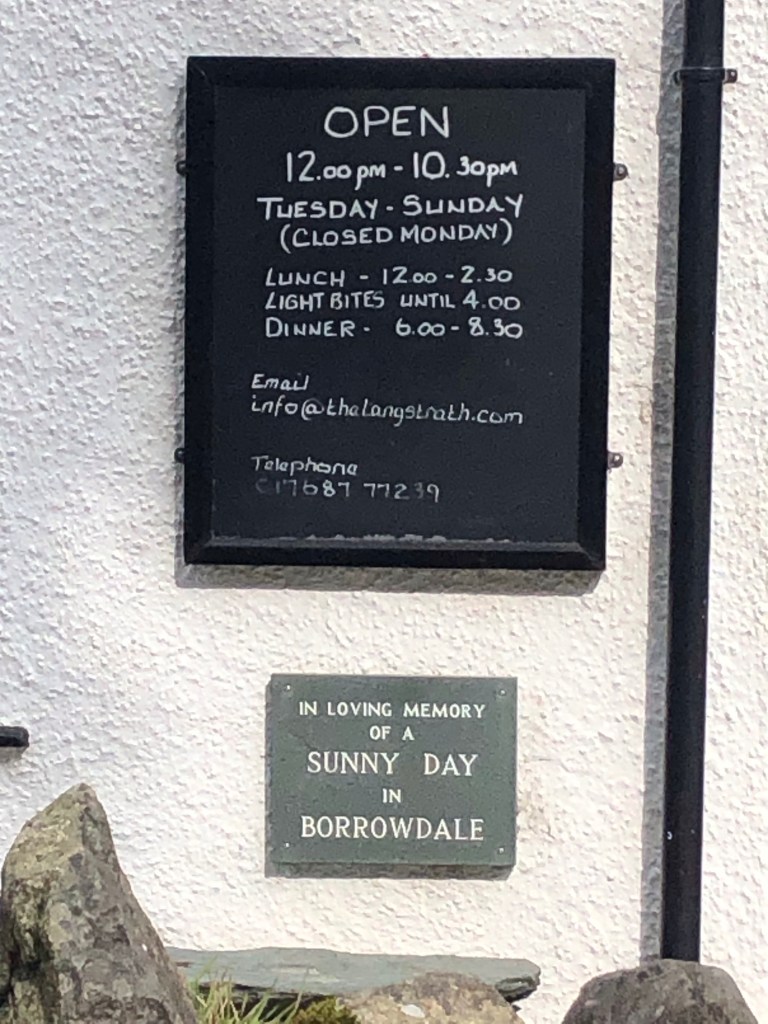 OPEN
12.00pm - 10.30pm
TUESDAY - SUNDAY
(CLOSED MONDAY)
LUNCH - 12.00 - 2.30
LIGHT BITES UNTIL 4.00
DINNER - 6.00 - 8.30
Email
info@thelangstrath.com
Telephone
017687 77239
IN LOVING MEMORY
OF A
SUNNY DAY
IN
BORROWDALE